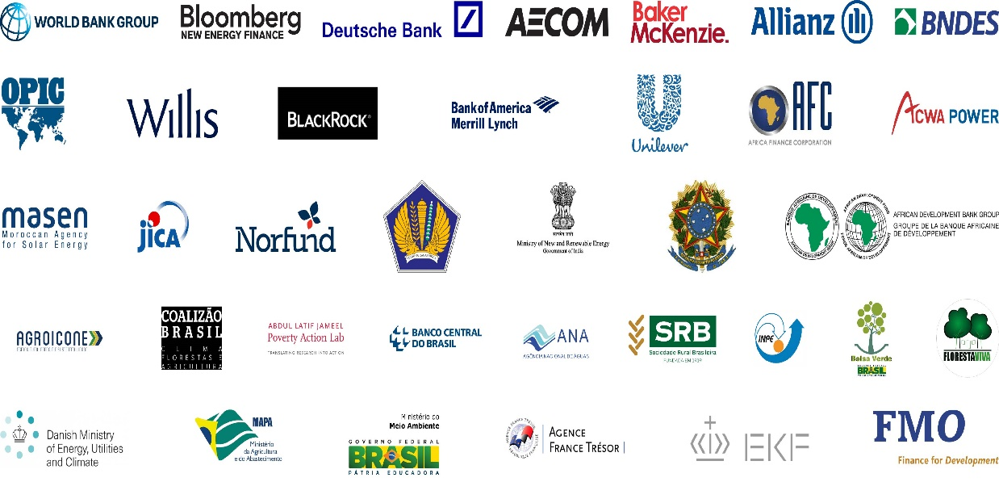 WORLD BANK GROUP
Bloomberg
NEW ENERGY FINANCE
Deutsche Bank
AECOM
Baker
McKenzie.
Allianz
BNDES
OPIC
Willis
BLACKROCK®
Bank of America
Merrill Lynch
Unilever
AFC
AFRICA FINANCE CORPORATION
ACWA POWER
masen
Moroccan Agency
for Solar Energy
JICA
Norfund
सत्यमेव जयते
Ministry of New and Renewable Energy
Government of India
AFRICAN DEVELOPMENT BANK GROUP
GROUPE DE LA BANQUE AFRICAINE
DE DÉVELOPPEMENT
AGROICONE
COALIZÃO
BRASIL
CLIMA
FLORESTAS E
AGRICULTURA
ABDUL LATIF JAMEEL
Poverty Action Lab
TRANSLATING RESEARCH INTO ACTION
BANCO CENTRAL
DO BRASIL
ANA
AGÊNCIA NACIONAL DE ÁGUAS
SRB
Sociedade Rural Brasileira
FUNDADA EM 1919
INPE
Bolsa Verde
BRASIL
FLORESTAVIVA
Danish Ministry
of Energy, Utilities
and Climate
MAPA
Ministério
da Agricultura
e do Abastecimento
Ministério do
Meio Ambiente
GOVERNO FEDERAL
BRASIL
PÁTRIA EDUCADORA
AGENCE
FRANCE TRÉSOR
EKF
FMO
Finance for Development